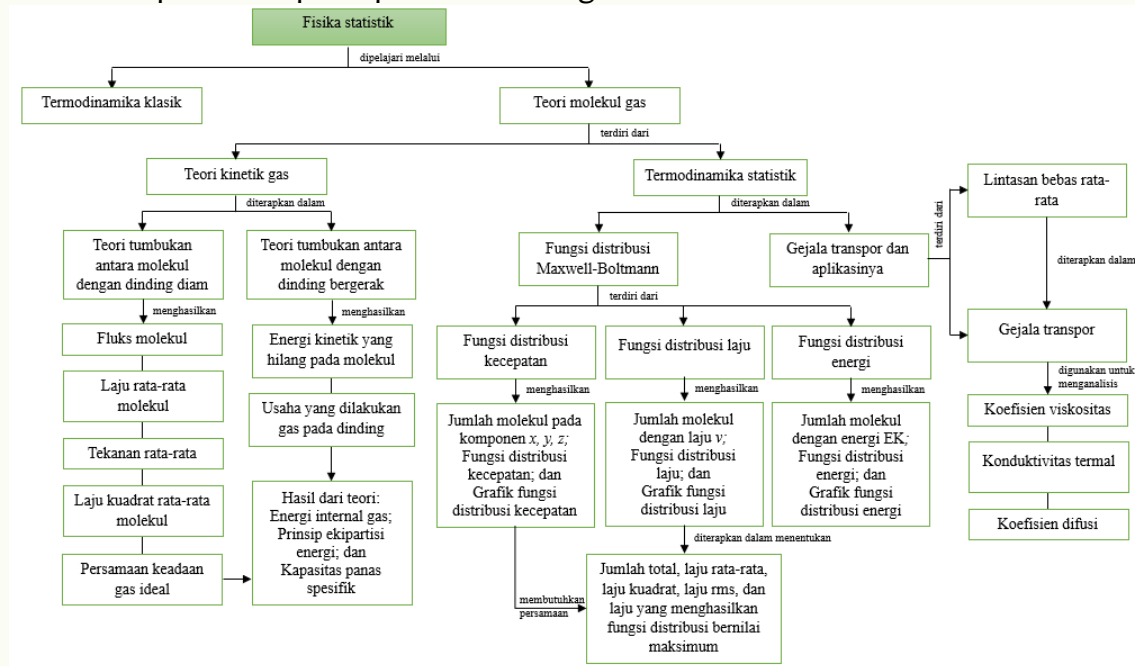 Fisika statistik
dipelajari melalui
Termodinamika klasik
Teori molekul gas
terdiri dari
Teori kinetik gas
Termodinamika statistik
diterapkan dalam
diterapkan dalam
Teori tumbukan
antara molekul
dengan dinding diam
Teori tumbukan antara
molekul dengan
dinding bergerak
Fungsi distribusi
Maxwell-Boltmann
Gejala transpor dan
aplikasinya
terdiri dari
Lintasan bebas rata-
rata
diterapkan dalam
Gejala transpor
digunakan untuk
menganalisis
Koefisien viskositas
Konduktivitas termal
Koefisien difusi
menghasilkan
menghasilkan
Fluks molekul
Laju rata-rata
molekul
Tekanan rata-rata
Laju kuadrat rata-rata
molekul
Persamaan keadaan
gas ideal
Energi kinetik yang
hilang pada molekul
Usaha yang dilakukan
gas pada dinding
Hasil dari teori:
Energi internal gas;
Prinsip ekipartisi
energi; dan
Kapasitas panas
spesifik
terdiri dari
Fungsi distribusi
kecepatan
Fungsi distribusi laju
Fungsi distribusi
energi
menghasilkan
menghasilkan
menghasilkan
Jumlah molekul pada
komponen x, y, z;
Fungsi distribusi
kecepatan; dan
Grafik fungsi
distribusi kecepatan
Jumlah molekul
dengan laju v;
Fungsi distribusi
laju; dan
Grafik fungsi
distribusi laju
Jumlah molekul
dengan energi EK;
Fungsi distribusi
energi; dan
Grafik fungsi
distribusi energi
diterapkan dalam menentukan
membutuhkan
persamaan
Jumlah total, laju rata-rata,
laju kuadrat, laju rms, dan
laju yang menghasilkan
fungsi distribusi bernilai
maksimum